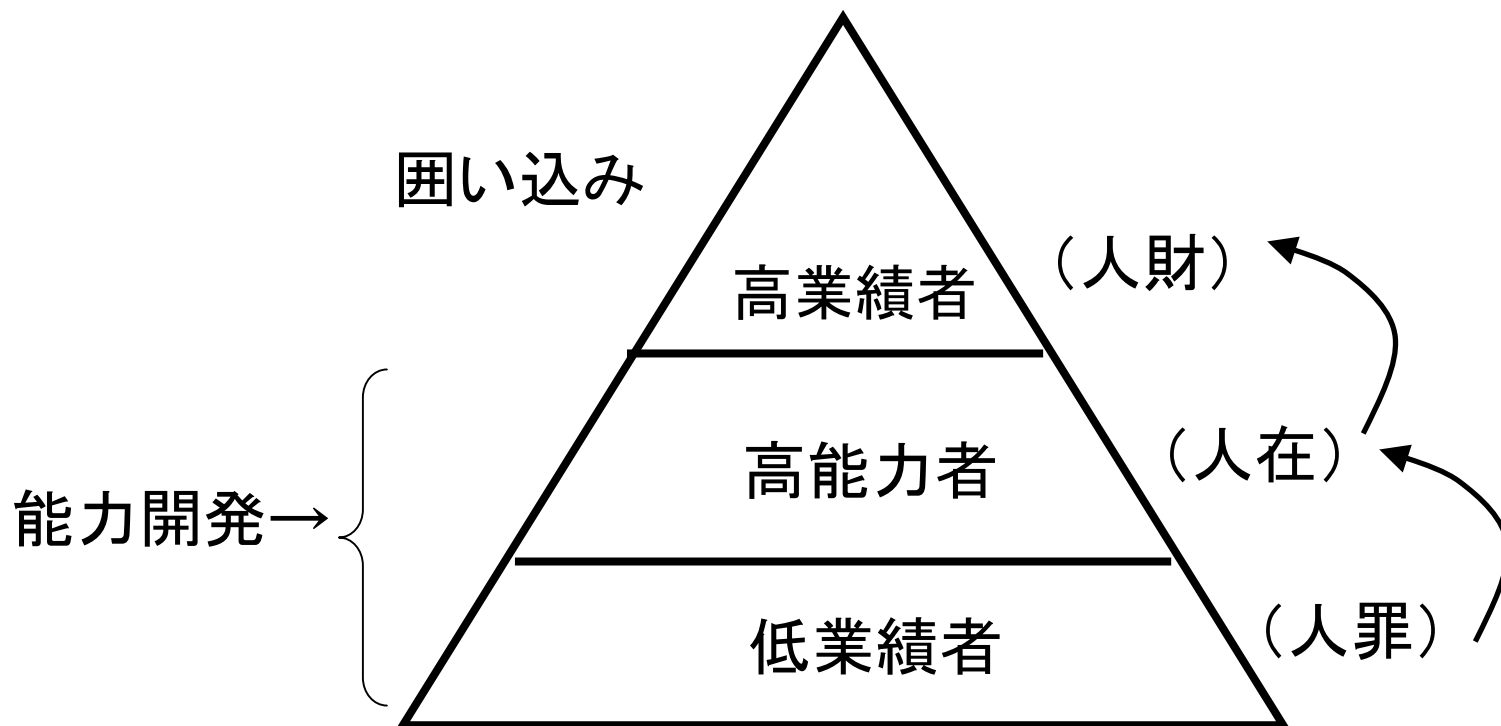 囲い込み
高業績者
（人財）
高能力者
（人在）
能力開発→
低業績者
（人罪）